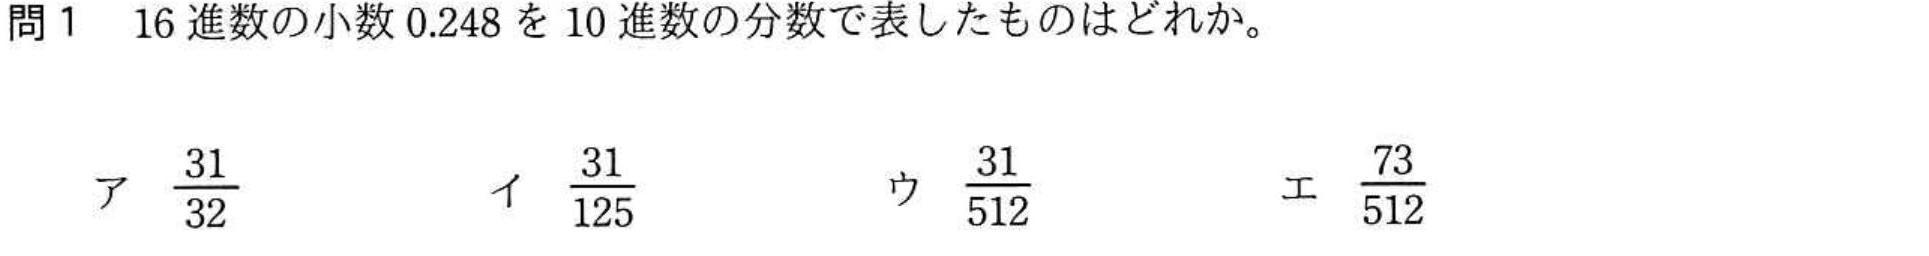 問1 16進数の小数0.248を10進数の分数で表したものはどれか。
ア 31/32 イ 31/125 ウ 31/512 エ 73/512